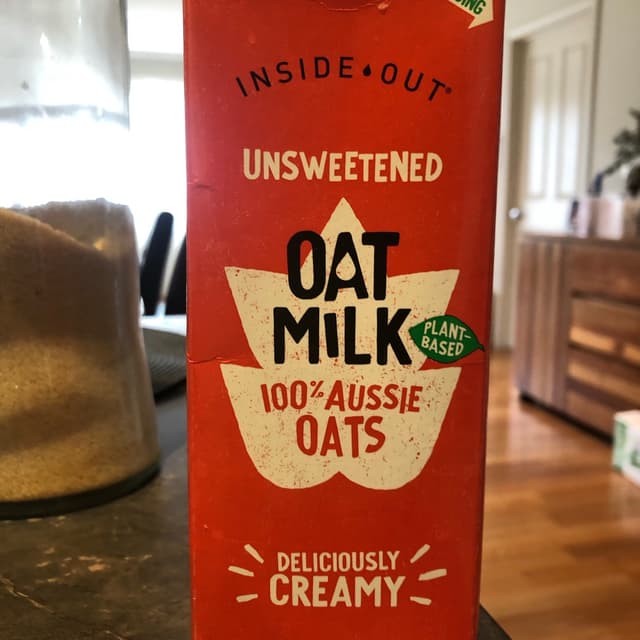 INSIDE OUT®
UNSWEETENED
OAT
MILK
PLANT-
BASED
100% AUSSIE
OATS
DELICIOUSLY
CREAMY